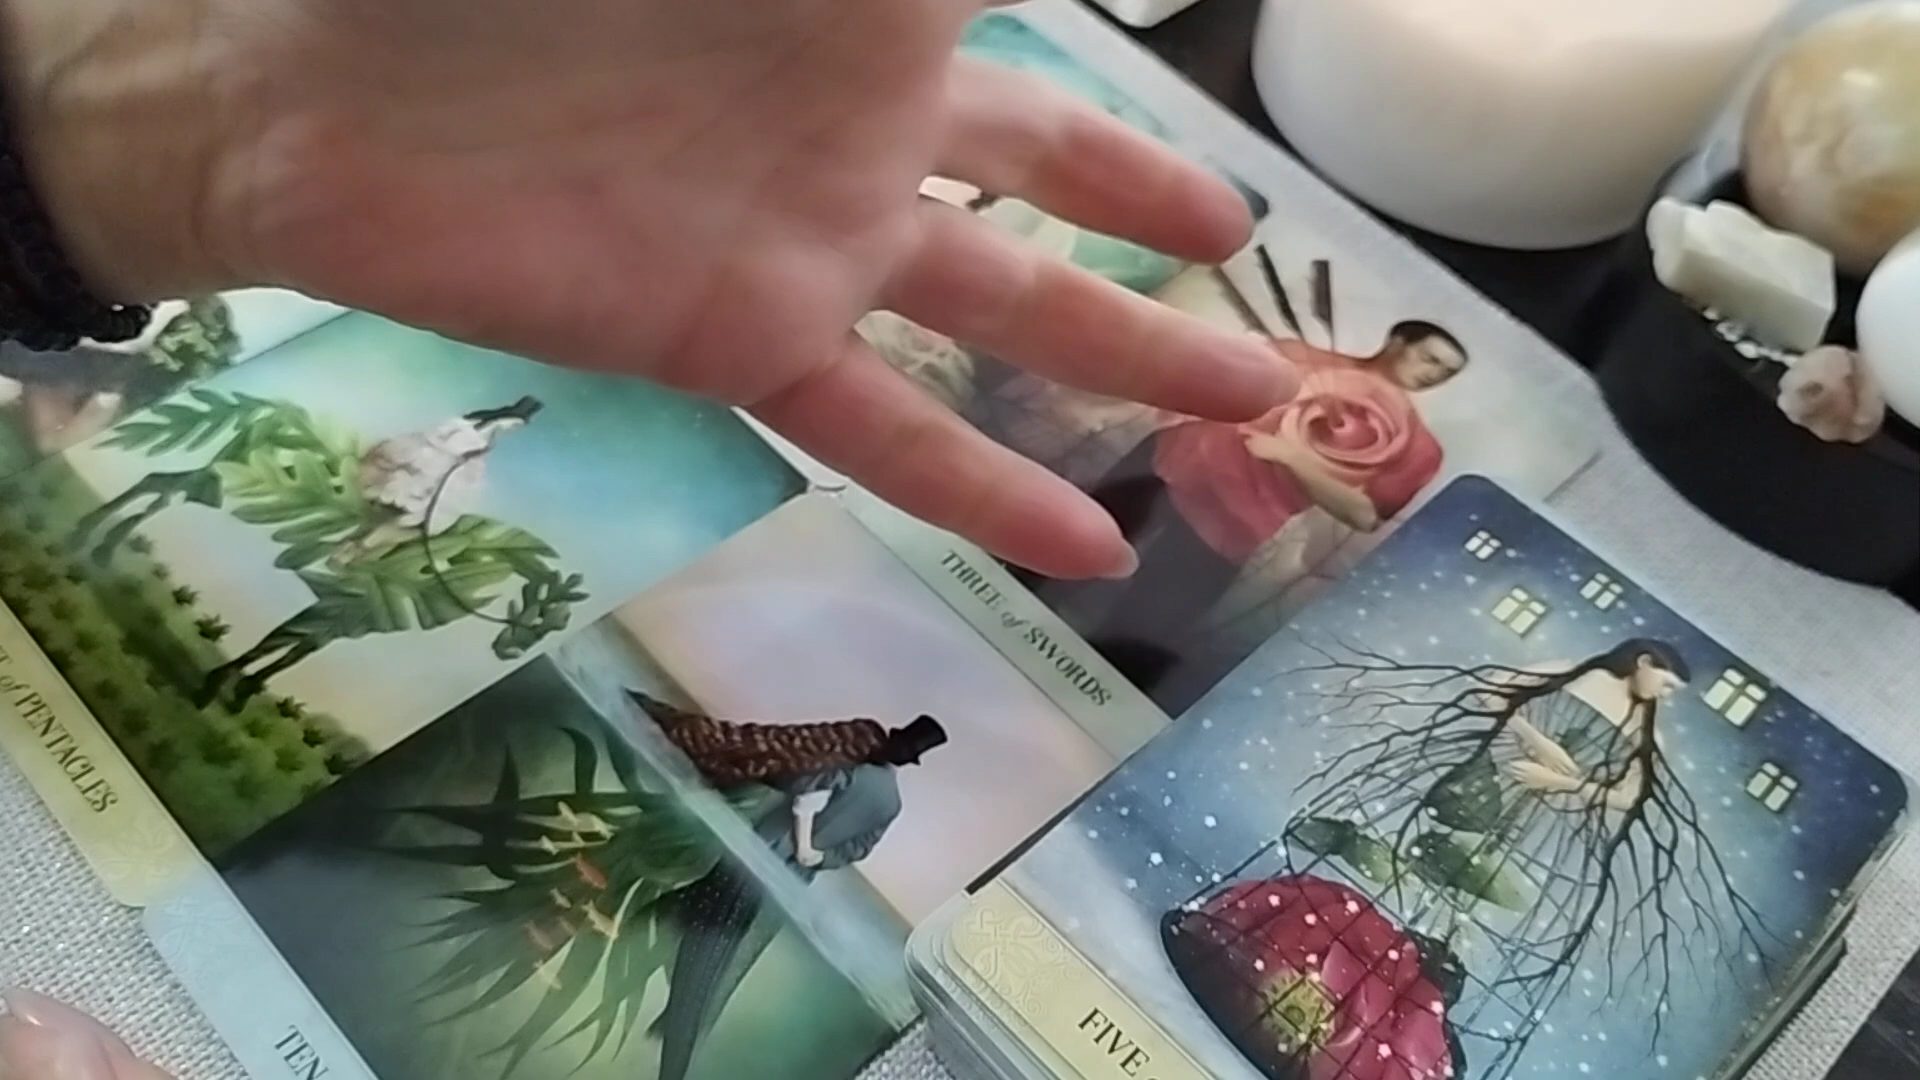 THREE of SWORDS
of PENTACLES
TEN
FIVE